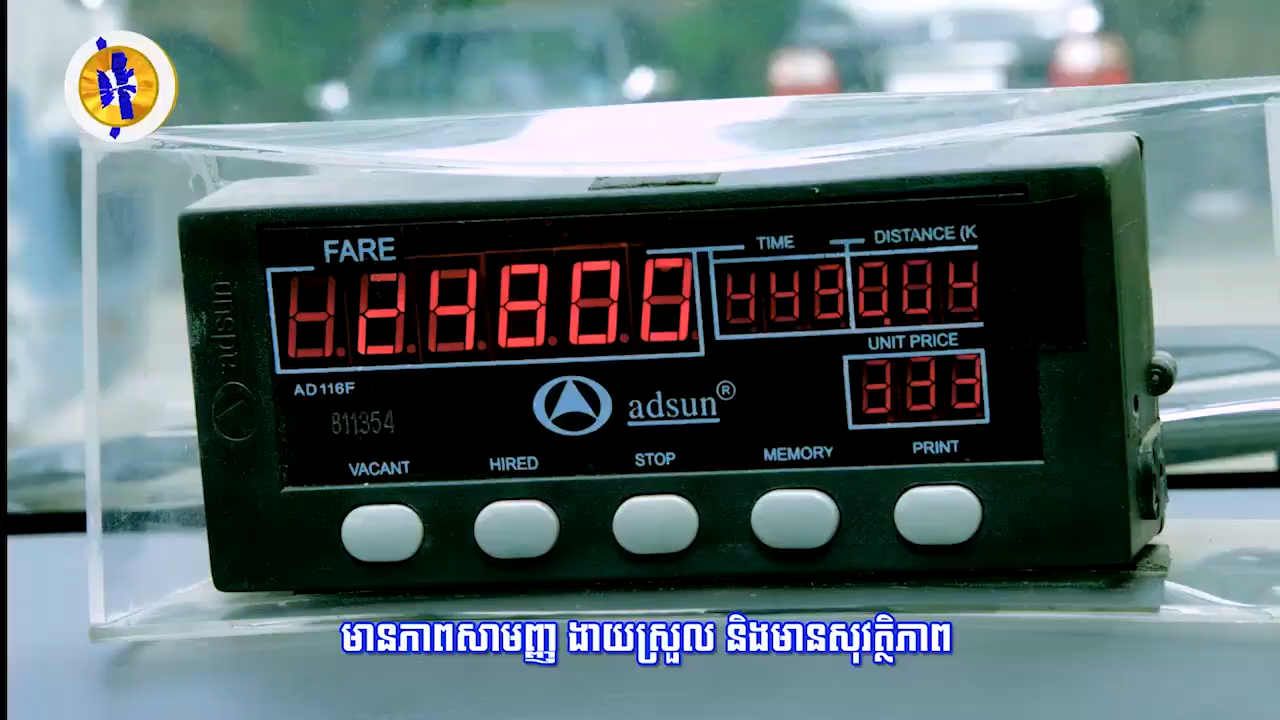 FARE
TIME
DISTANCE (K
UNIT PRICE
adsun
AD116F
811354
adsun®
VACANT
HIRED
STOP
MEMORY
PRINT
មានភាពសាមញ្ញ ងាយស្រួល និងមានសុវត្ថិភាព